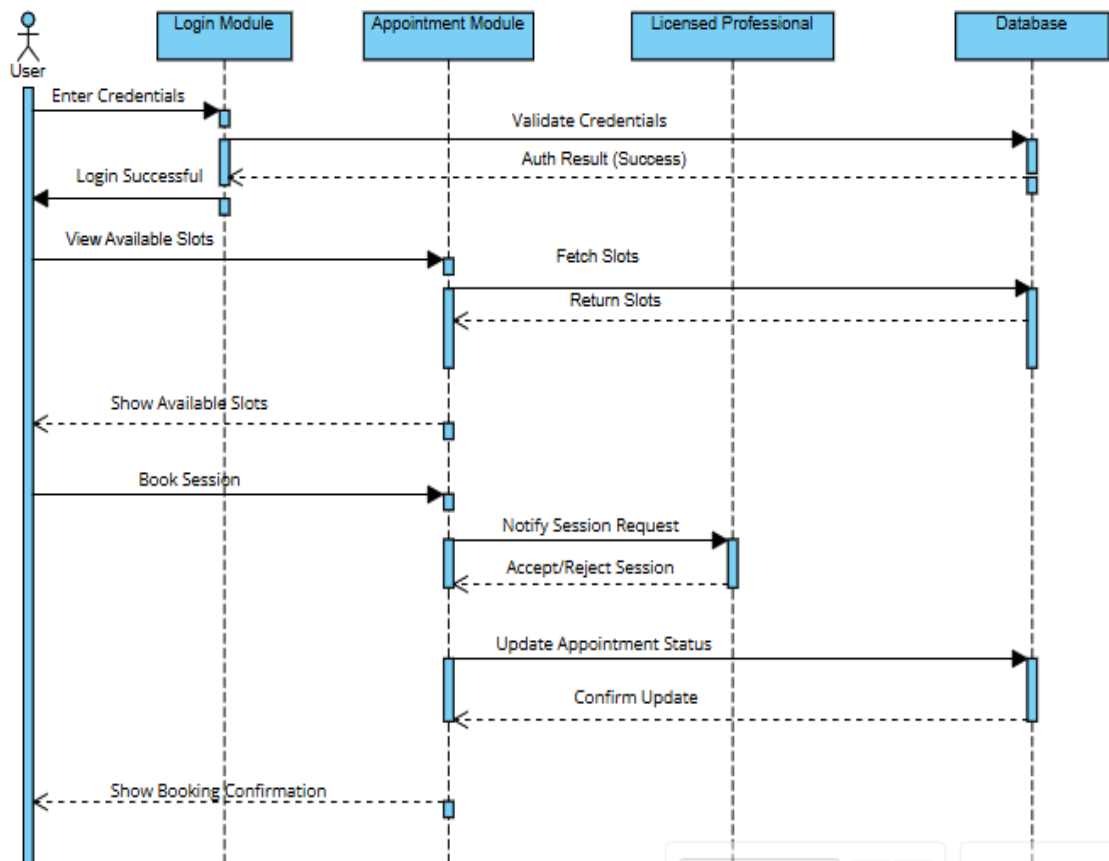 Login Module
Appointment Module
Licensed Professional
Database
User
Enter Credentials
Validate Credentials
Auth Result (Success)
Login Successful
View Available Slots
Fetch Slots
Return Slots
Show Available Slots
Book Session
Notify Session Request
Accept/Reject Session
Update Appointment Status
Confirm Update
Show Booking Confirmation